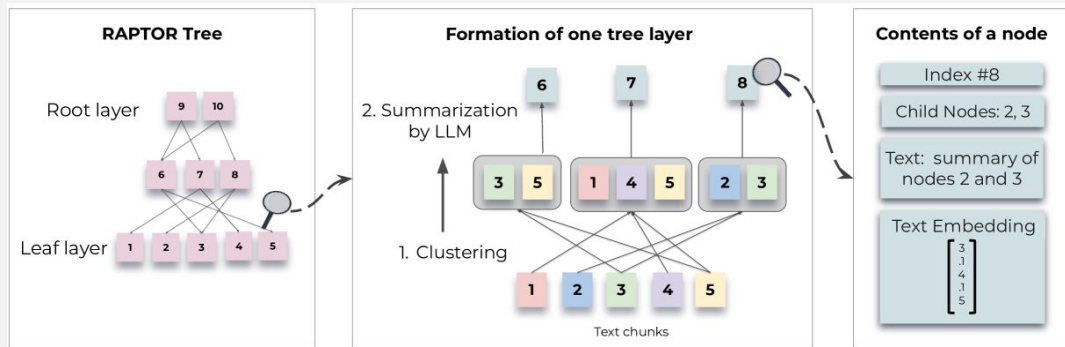 RAPTOR Tree
Root layer
9 10
6 7 8
Leaf layer
1 2 3 4 5
Formation of one tree layer
6 7 8
2. Summarization
by LLM
3 5 1 4 5 2 3
1. Clustering
1 2 3 4 5
Text chunks
Contents of a node
Index #8
Child Nodes: 2, 3
Text: summary of
nodes 2 and 3
Text Embedding
3
.1
4
.1
5